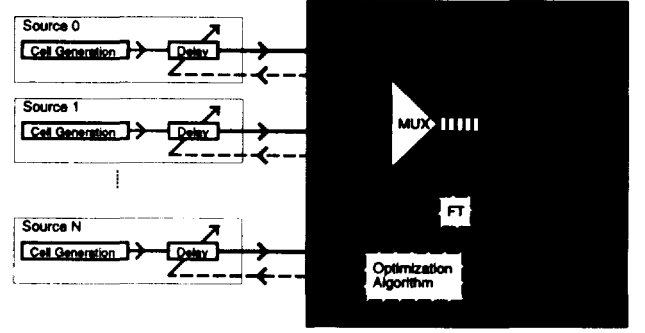 Source 0
Cell Generation
Delay
Source 1
Cell Generation
Delay
MUX
Source N
Cell Generation
Delay
FT
Optimization
Algorithm